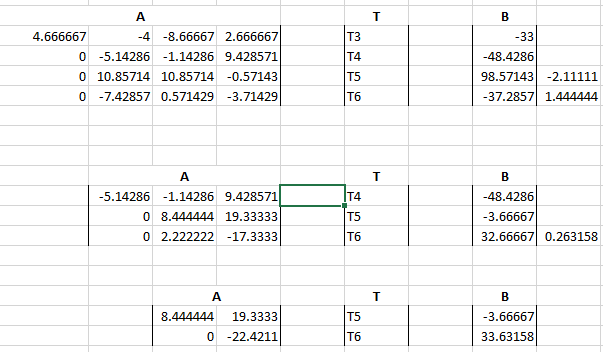 A T B
4.666667 -4 -8.66667 2.666667 T3 -33
0 -5.14286 -1.14286 9.428571 T4 -48.4286
0 10.85714 10.85714 -0.57143 T5 98.57143 -2.11111
0 -7.42857 0.571429 -3.71429 T6 -37.2857 1.444444
A T B
-5.14286 -1.14286 9.428571 T4 -48.4286
0 8.444444 19.33333 T5 -3.66667
0 2.222222 -17.3333 T6 32.66667 0.263158
A T B
8.444444 19.3333 T5 -3.66667
0 -22.4211 T6 33.63158